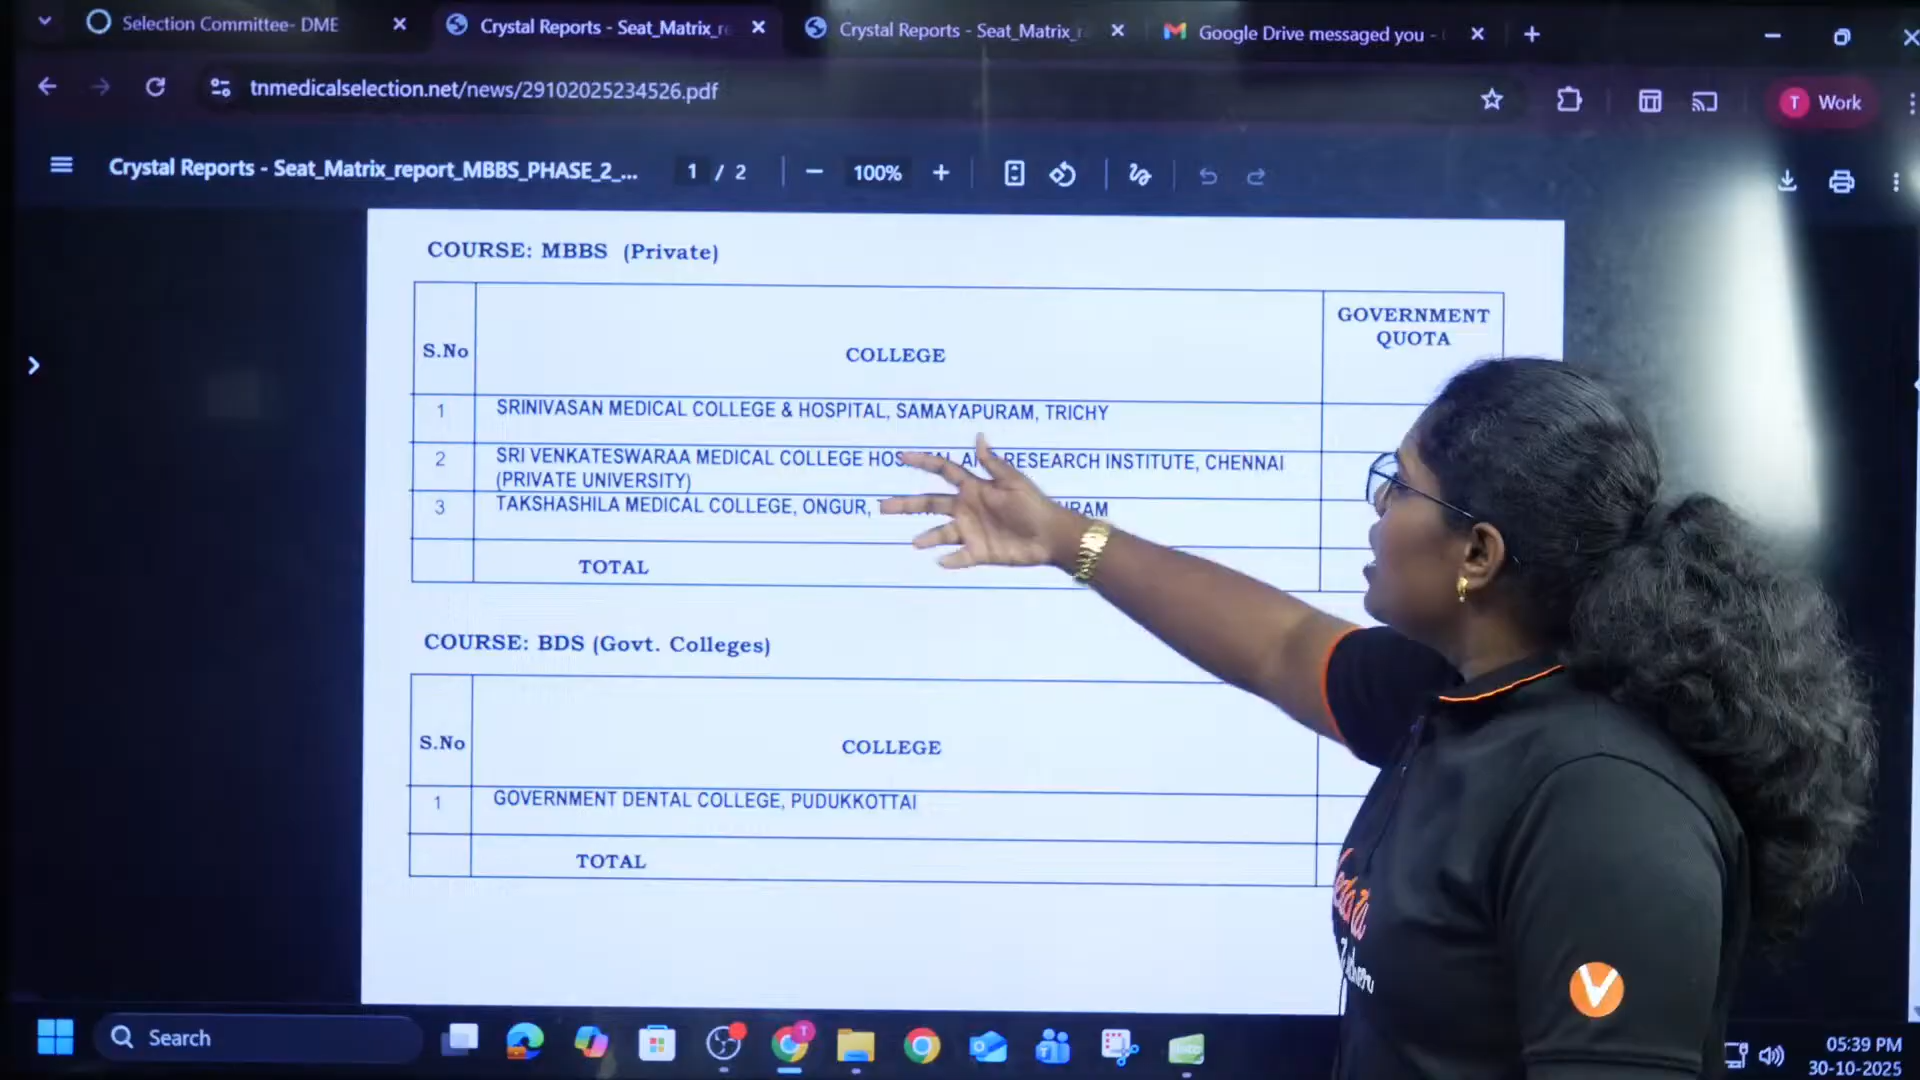 Selection Committee- DME
Crystal Reports - Seat_Matrix_r
Crystal Reports - Seat_Matrix_r
Google Drive messaged you -
tnmedicalselection.net/news/29102025234526.pdf
T Work
Crystal Reports - Seat_Matrix_report_MBBS_PHASE_2_...
1 / 2
100%
COURSE: MBBS (Private)
S.No
COLLEGE
GOVERNMENT
QUOTA
1 SRINIVASAN MEDICAL COLLEGE & HOSPITAL, SAMAYAPURAM, TRICHY
2 SRI VENKATESWARAA MEDICAL COLLEGE RESEARCH INSTITUTE, CHENNAI
(PRIVATE UNIVERSITY)
3 TAKSHASHILA MEDICAL COLLEGE, ONGUR,
TOTAL
COURSE: BDS (Govt. Colleges)
S.No
COLLEGE
1 GOVERNMENT DENTAL COLLEGE, PUDUKKOTTAI
TOTAL
V
Search
05:39 PM
30-10-2025